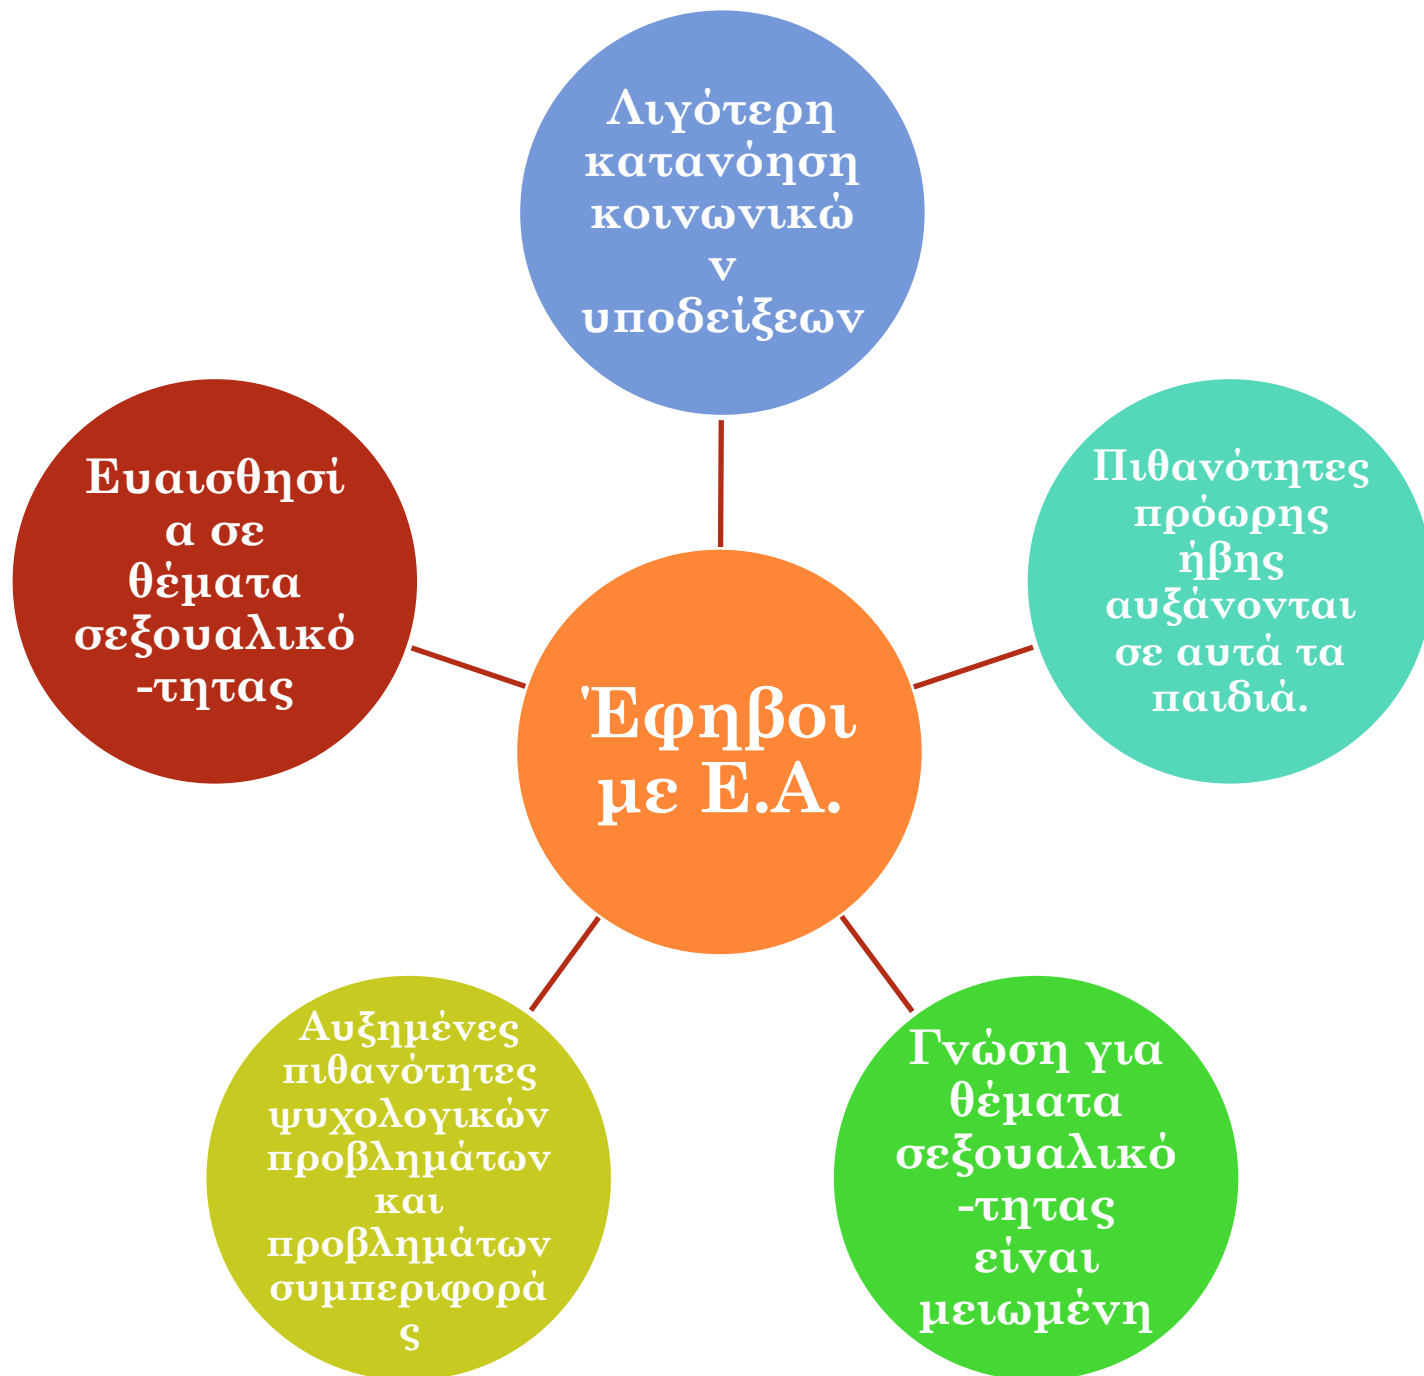 Λιγότερη
κατανόηση
κοινωνικώ
ν
υποδείξεων
Πιθανότητες
πρόωρης
ήβης
αυξάνονται
σε αυτά τα
παιδιά.
Γνώση για
θέματα
σεξουαλικό
-τητας
είναι
μειωμένη
Αυξημένες
πιθανότητες
ψυχολογικών
προβλημάτων
και
προβλημάτων
συμπεριφορά
ς
Ευαισθησί
α σε
θέματα
σεξουαλικό
-τητας
Έφηβοι
με Ε.Α.